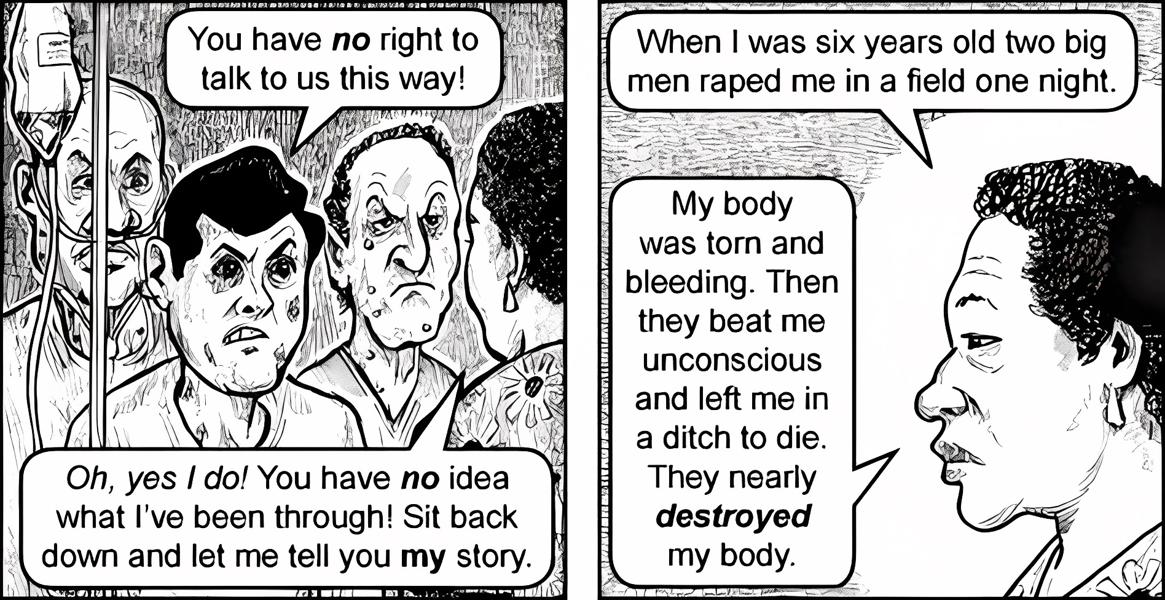 You have no right to
talk to us this way!
Oh, yes I do! You have no idea
what I've been through! Sit back
down and let me tell you my story.
When I was six years old two big
men raped me in a field one night.
My body
was torn and
bleeding. Then
they beat me
unconscious
and left me in
a ditch to die.
They nearly
destroyed
my body.